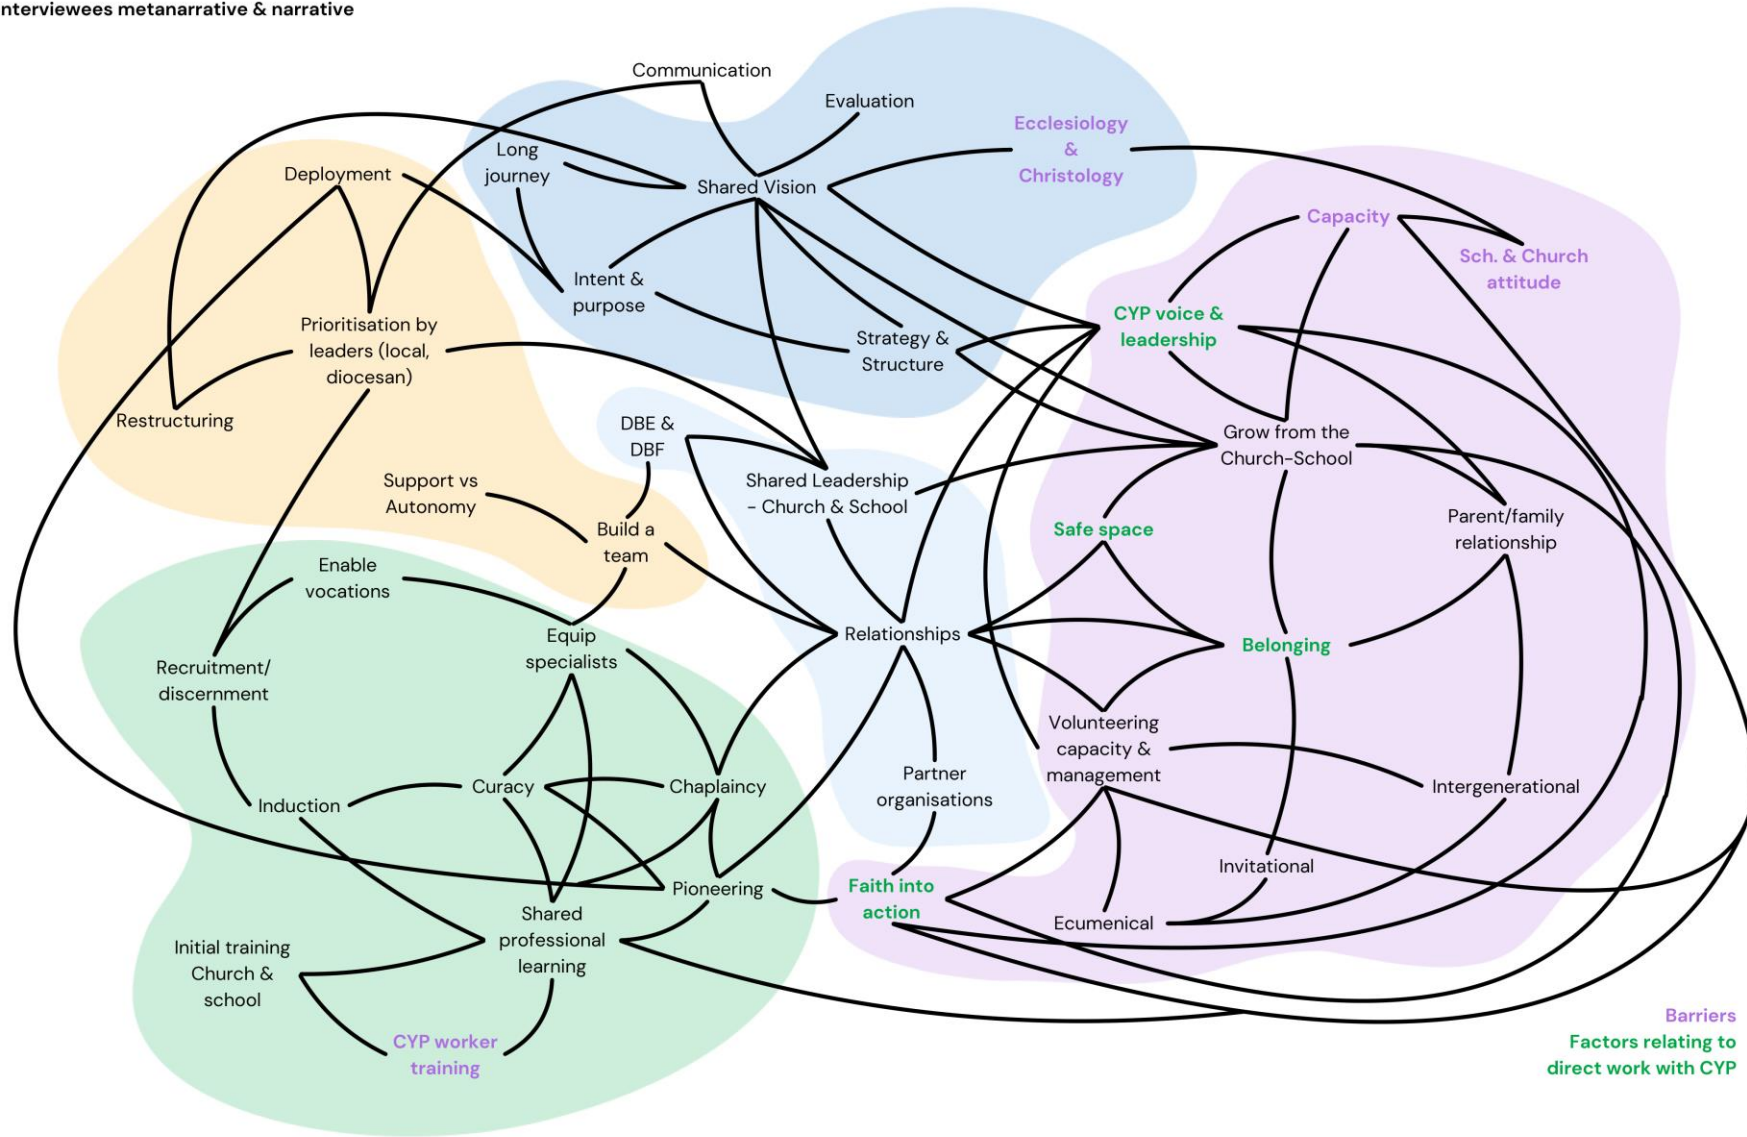 nterviewees metanarrative & narrative
Communication
Evaluation
Ecclesiology
&
Christology
Long
journey
Deployment
Shared Vision
Capacity
Sch. & Church
attitude
Intent &
purpose
CYP voice &
leadership
Prioritisation by
leaders (local,
diocesan)
Strategy &
Structure
Restructuring
DBE &
DBF
Grow from the
Church-School
Support vs
Autonomy
Shared Leadership
- Church & School
Build a
team
Safe space
Parent/family
relationship
Enable
vocations
Equip
specialists
Relationships
Belonging
Recruitment/
discernment
Volunteering
capacity &
management
Induction
Curacy
Chaplaincy
Partner
organisations
Intergenerational
Pioneering
Faith into
action
Invitational
Ecumenical
Shared
professional
learning
Initial training
Church &
school
CYP worker
training
Barriers
Factors relating to
direct work with CYP